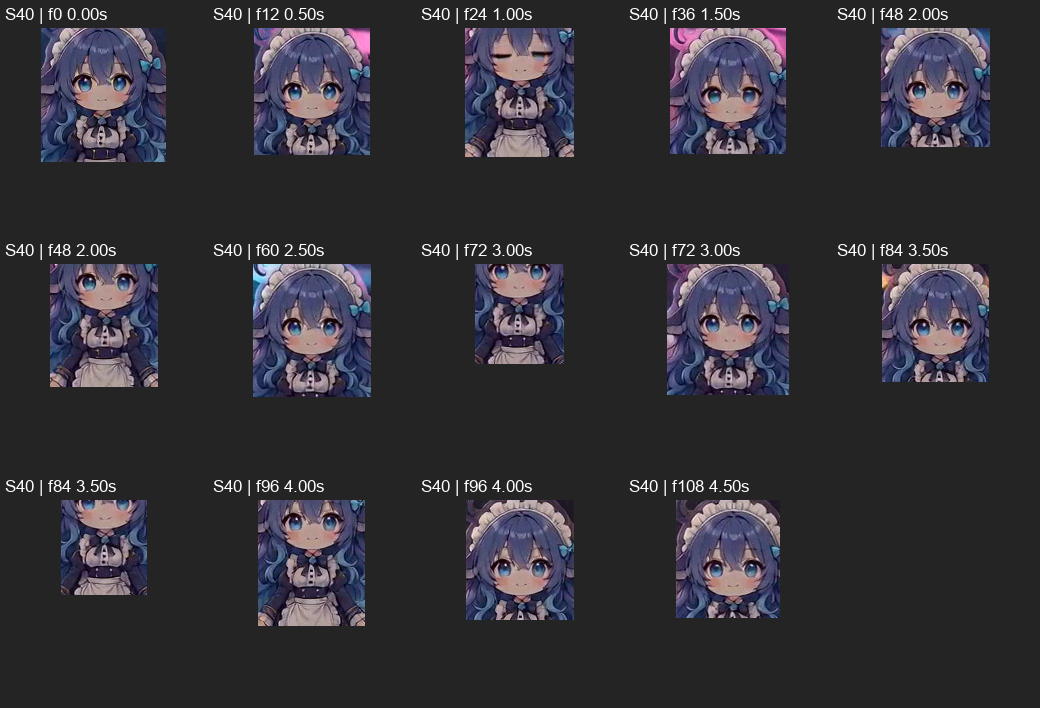 S40 | f0 0.00s
S40 | f12 0.50s
S40 | f24 1.00s
S40 | f36 1.50s
S40 | f48 2.00s
S40 | f48 2.00s
S40 | f60 2.50s
S40 | f72 3.00s
S40 | f72 3.00s
S40 | f84 3.50s
S40 | f84 3.50s
S40 | f96 4.00s
S40 | f96 4.00s
S40 | f108 4.50s